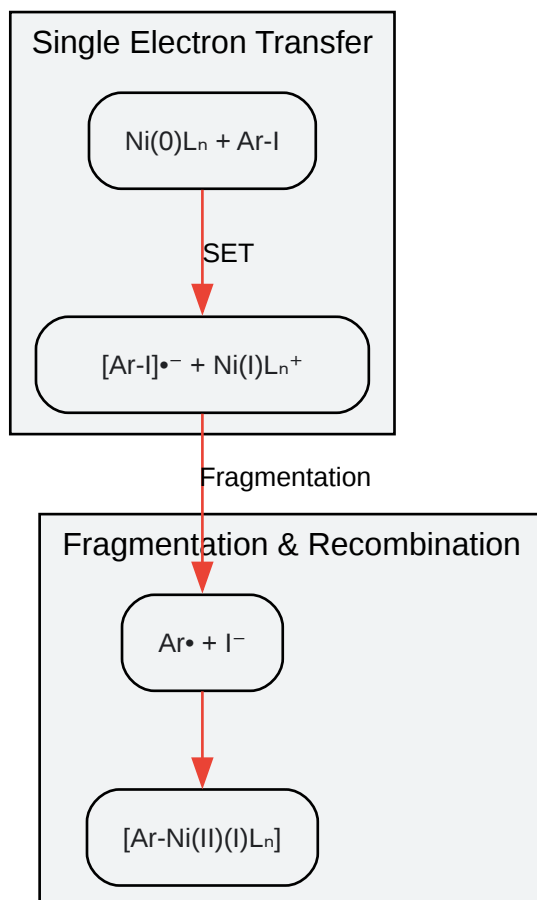 Single Electron Transfer
Ni(0)Lₙ + Ar-I
SET
[Ar-I]•⁻ + Ni(I)Lₙ⁺
Fragmentation
Fragmentation & Recombination
Ar• + I⁻
[Ar-Ni(II)(I)Lₙ]